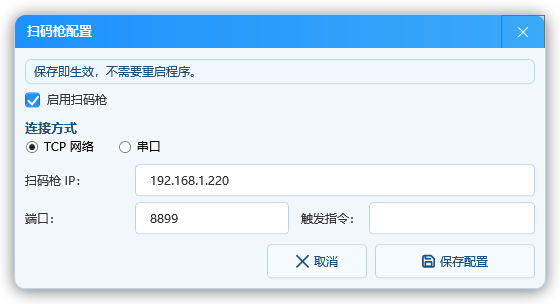 扫码枪配置
保存即生效，不需要重启程序。
启用扫码枪
连接方式
TCP 网络 串口
扫码枪 IP： 192.168.1.220
端口： 8899 触发指令：
取消 保存配置